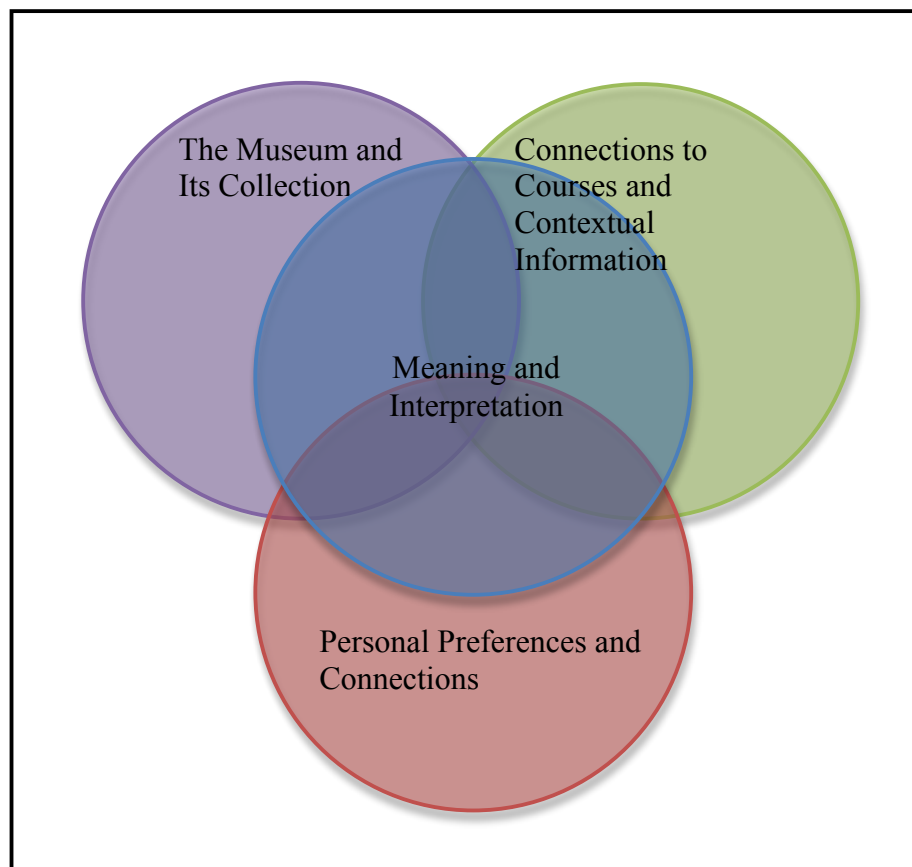 The Museum and
Its Collection
Connections to
Courses and
Contextual
Information
Meaning and
Interpretation
Personal Preferences and
Connections